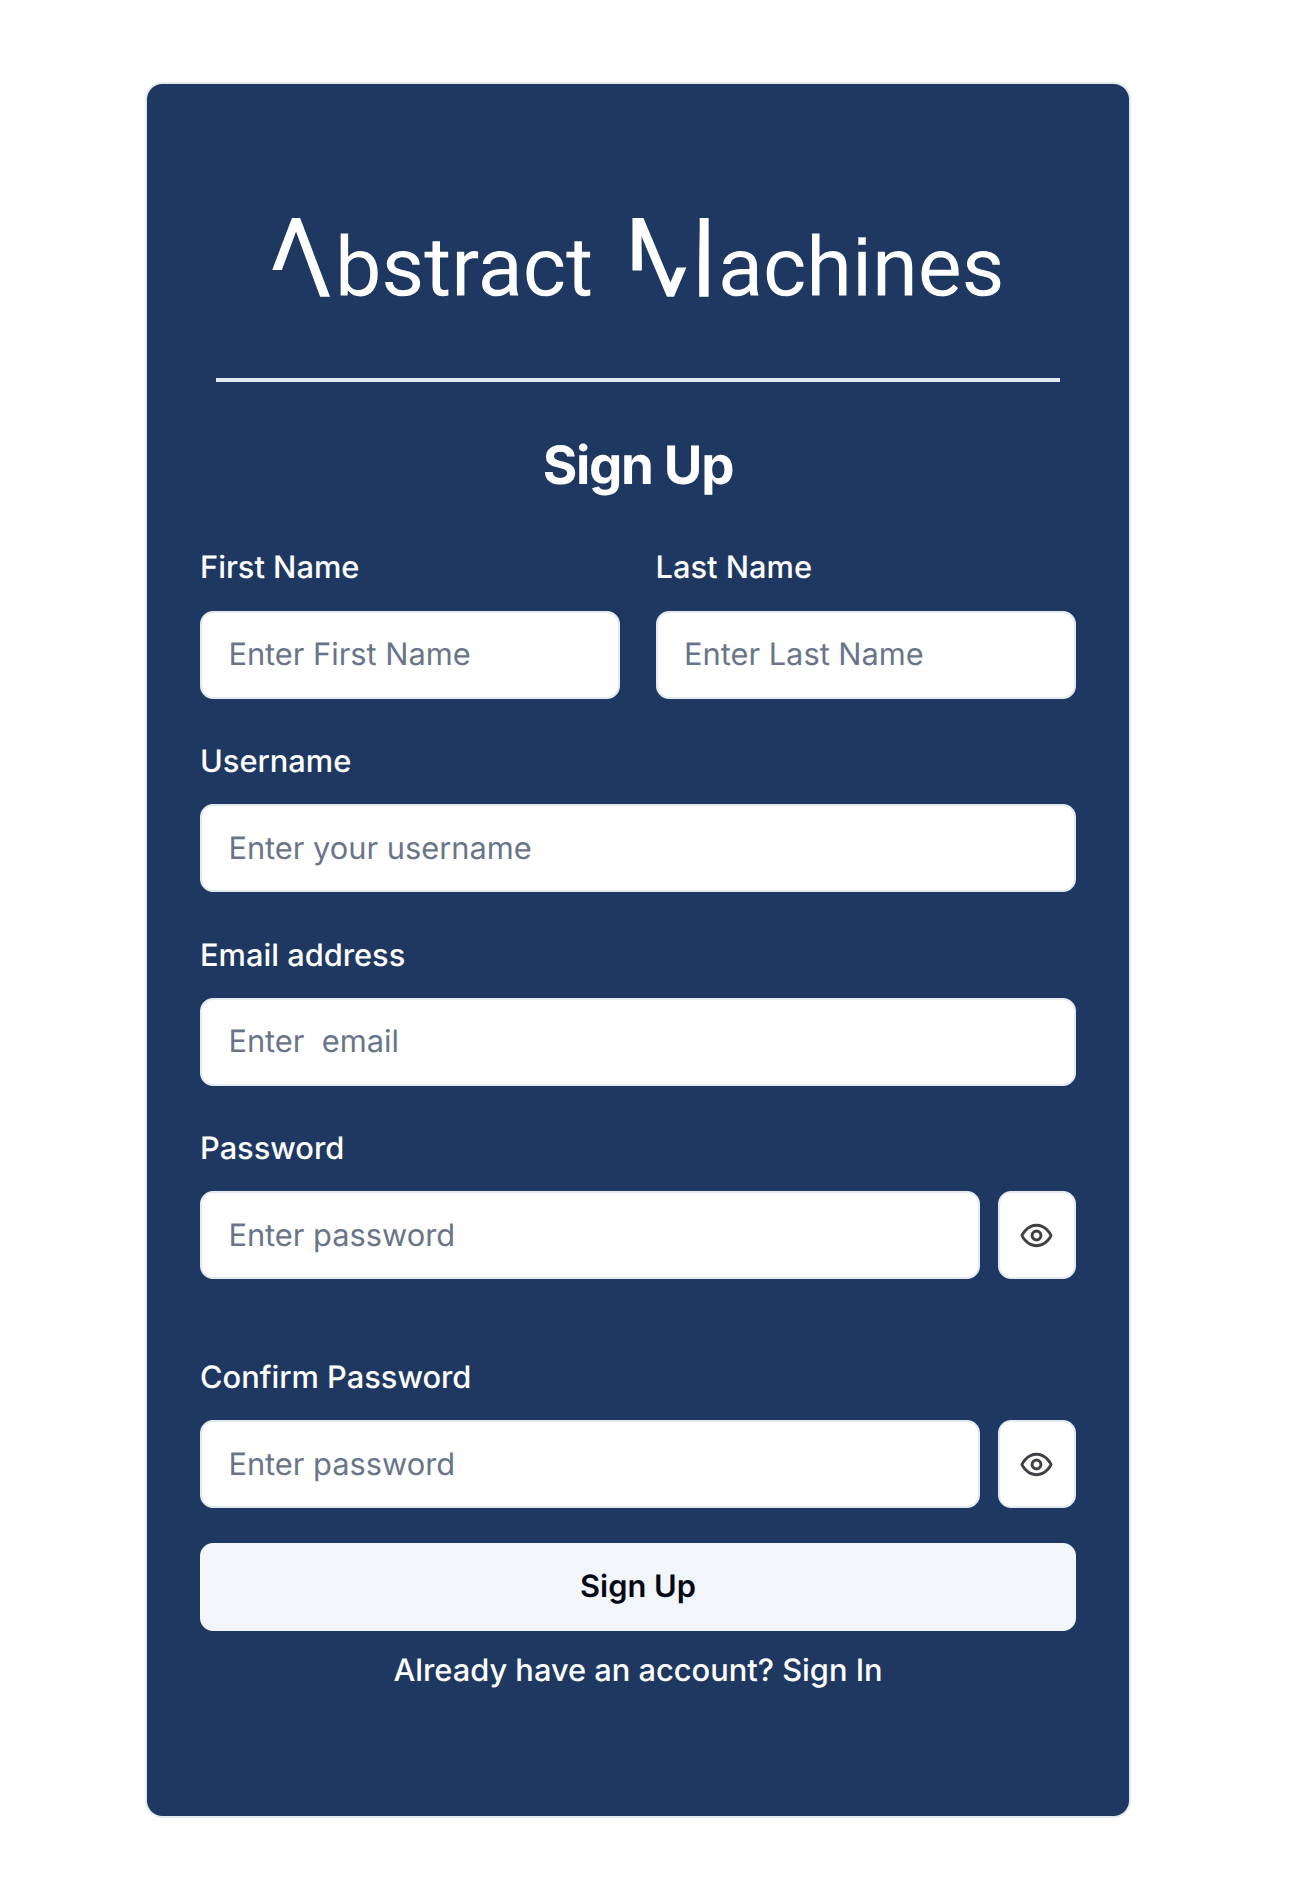 Abstract Machines
Sign Up
First Name Last Name
Enter First Name Enter Last Name
Username
Enter your username
Email address
Enter  email
Password
Enter password
Confirm Password
Enter password
Sign Up
Already have an account? Sign In